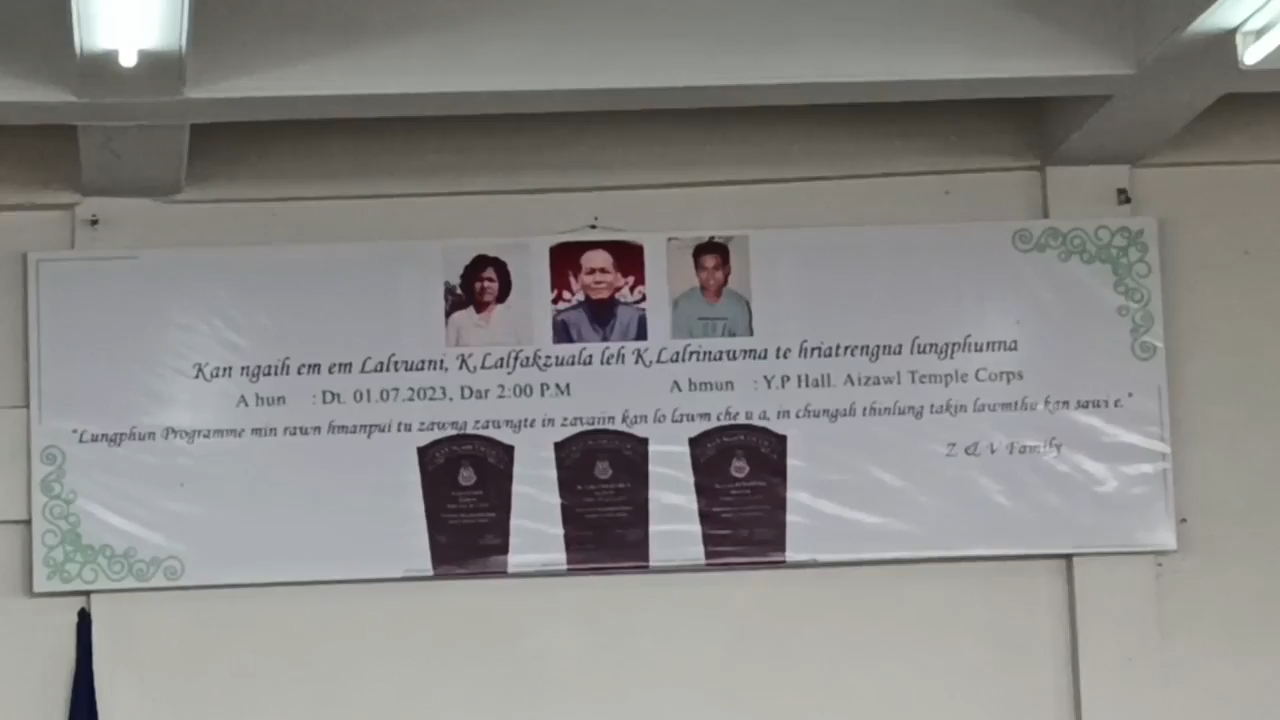 Kan ngaih em em Lalvuani, K.Lalfakzuala leh K.Lalrinawma te hriatrengna lungphunna
A hun : Dt. 01.07.2023, Dar 2:00 P.M
A hmun : Y.P Hall. Aizawl Temple Corps
"Lungphun Programme min rawn hmanpui tu zawng zawngte in zavaiin kan lo lawm che u a, in chungah thinlung takin lawmthu kan sawi e."
Z & V Family